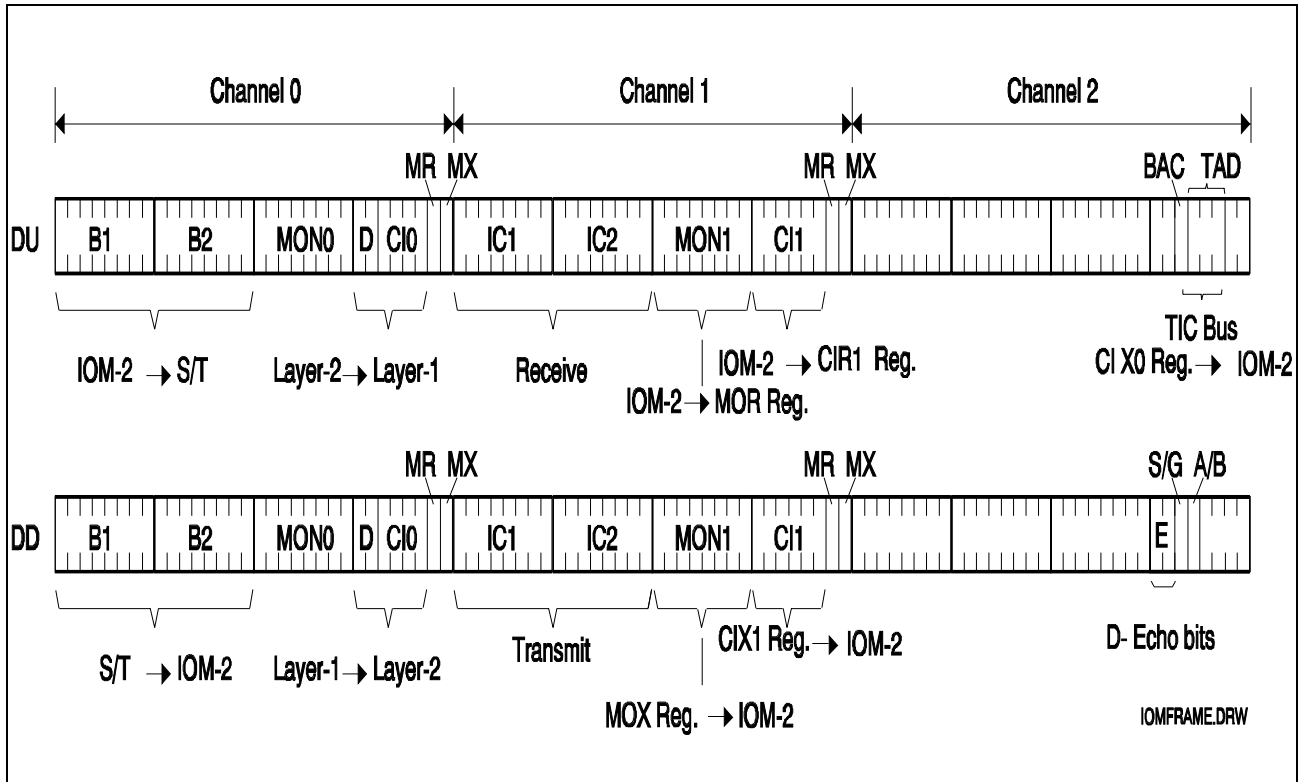 Channel 0 Channel 1 Channel 2
MR MX MR MX BAC TAD
DU B1 B2 MON0 D CI0 IC1 IC2 MON1 CI1
TIC Bus
IOM-2 → S/T Layer-2 → Layer-1 Receive IOM-2 → CIR1 Reg. CI X0 Reg. → IOM-2
IOM-2 → MOR Reg.
MR MX MR MX S/G A/B
DD B1 B2 MON0 D CI0 IC1 IC2 MON1 CI1 E
Transmit CIX1 Reg. → IOM-2 D- Echo bits
S/T → IOM-2 Layer-1 → Layer-2
MOX Reg. → IOM-2 IOMFRAME.DRW